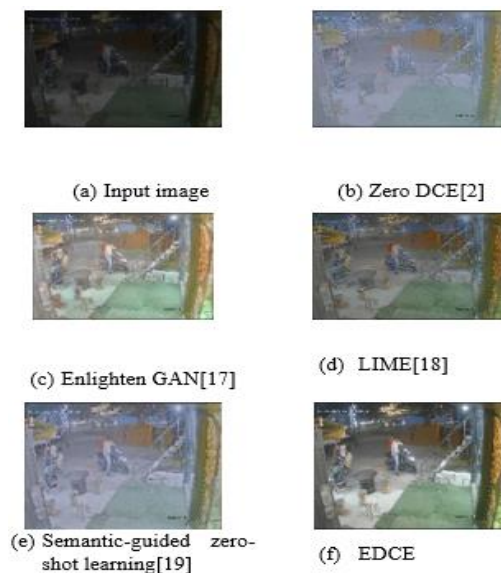 (a) Input image
(b) Zero DCE[2]
(c) Enlighten GAN[17]
(d) LIME[18]
(e) Semantic-guided zero-
shot learning[19]
(f) EDCE